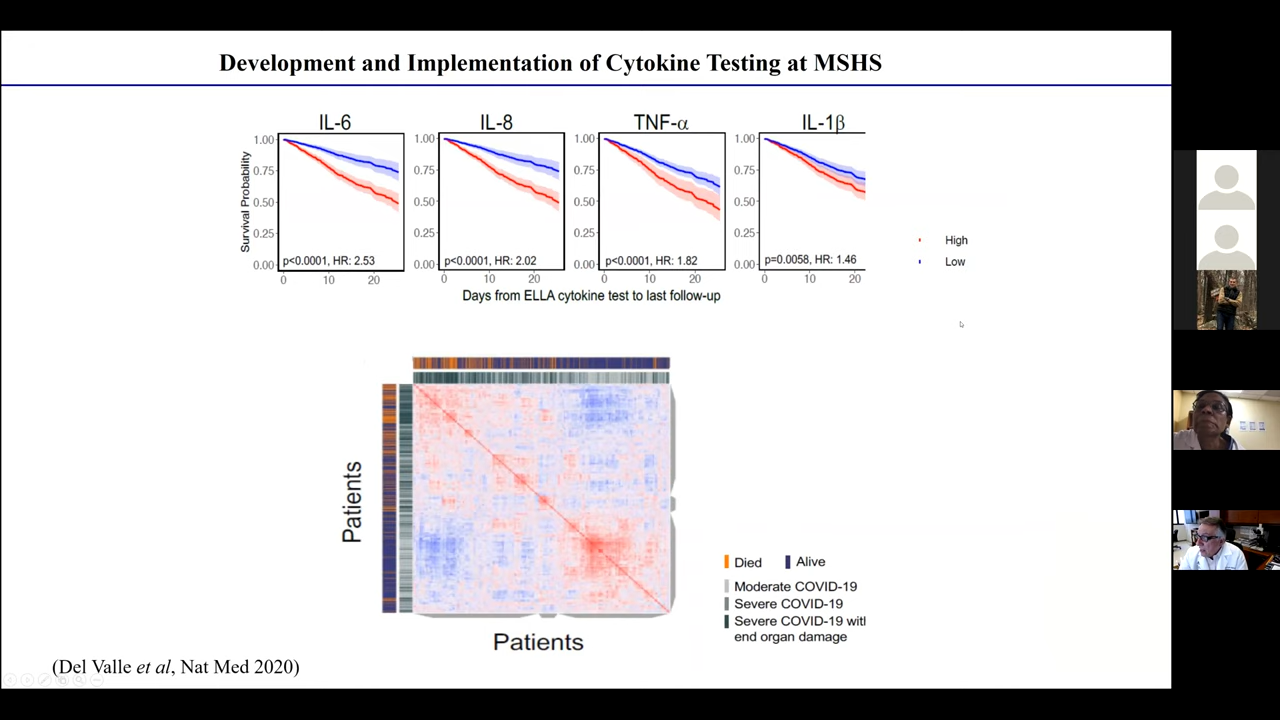 Development and Implementation of Cytokine Testing at MSHS
IL-6
IL-8
TNF-α
IL-1β
Survival Probability
1.00
0.75
0.50
0.25
0.00
p<0.0001, HR: 2.53
0 10 20
1.00
0.75
0.50
0.25
0.00
p<0.0001, HR: 2.02
0 10 20
1.00
0.75
0.50
0.25
0.00
p<0.0001, HR: 1.82
0 10 20
1.00
0.75
0.50
0.25
0.00
p=0.0058, HR: 1.46
0 10 20
Days from ELLA cytokine test to last follow-up
High
Low
Patients
Patients
Died Alive
Moderate COVID-19
Severe COVID-19
Severe COVID-19 with
end organ damage
(Del Valle et al, Nat Med 2020)